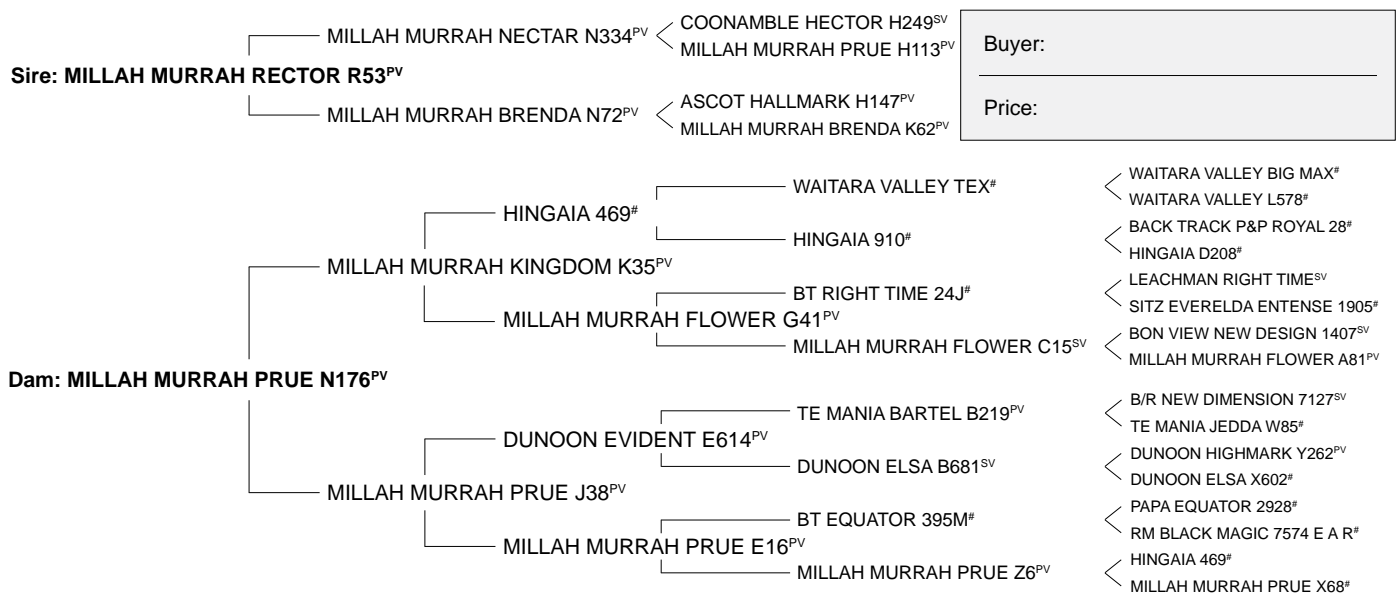 MILLAH MURRAH NECTAR N334PV
COONAMBLE HECTOR H249SV
MILLAH MURRAH PRUE H113PV
Sire: MILLAH MURRAH RECTOR R53PV
MILLAH MURRAH BRENDA N72PV
ASCOT HALLMARK H147PV
MILLAH MURRAH BRENDA K62PV
Buyer:
Price:
WAITARA VALLEY TEX#
WAITARA VALLEY BIG MAX#
WAITARA VALLEY L578#
HINGAIA 469#
HINGAIA 910#
BACK TRACK P&P ROYAL 28#
HINGAIA D208#
MILLAH MURRAH KINGDOM K35PV
BT RIGHT TIME 24J#
LEACHMAN RIGHT TIMESV
SITZ EVERELDA ENTENSE 1905#
MILLAH MURRAH FLOWER G41PV
MILLAH MURRAH FLOWER C15SV
BON VIEW NEW DESIGN 1407SV
MILLAH MURRAH FLOWER A81PV
Dam: MILLAH MURRAH PRUE N176PV
TE MANIA BARTEL B219PV
B/R NEW DIMENSION 7127SV
TE MANIA JEDDA W85#
DUNOON EVIDENT E614PV
DUNOON ELSA B681SV
DUNOON HIGHMARK Y262PV
DUNOON ELSA X602#
MILLAH MURRAH PRUE J38PV
BT EQUATOR 395M#
PAPA EQUATOR 2928#
RM BLACK MAGIC 7574 E A R#
MILLAH MURRAH PRUE E16PV
MILLAH MURRAH PRUE Z6PV
HINGAIA 469#
MILLAH MURRAH PRUE X68#